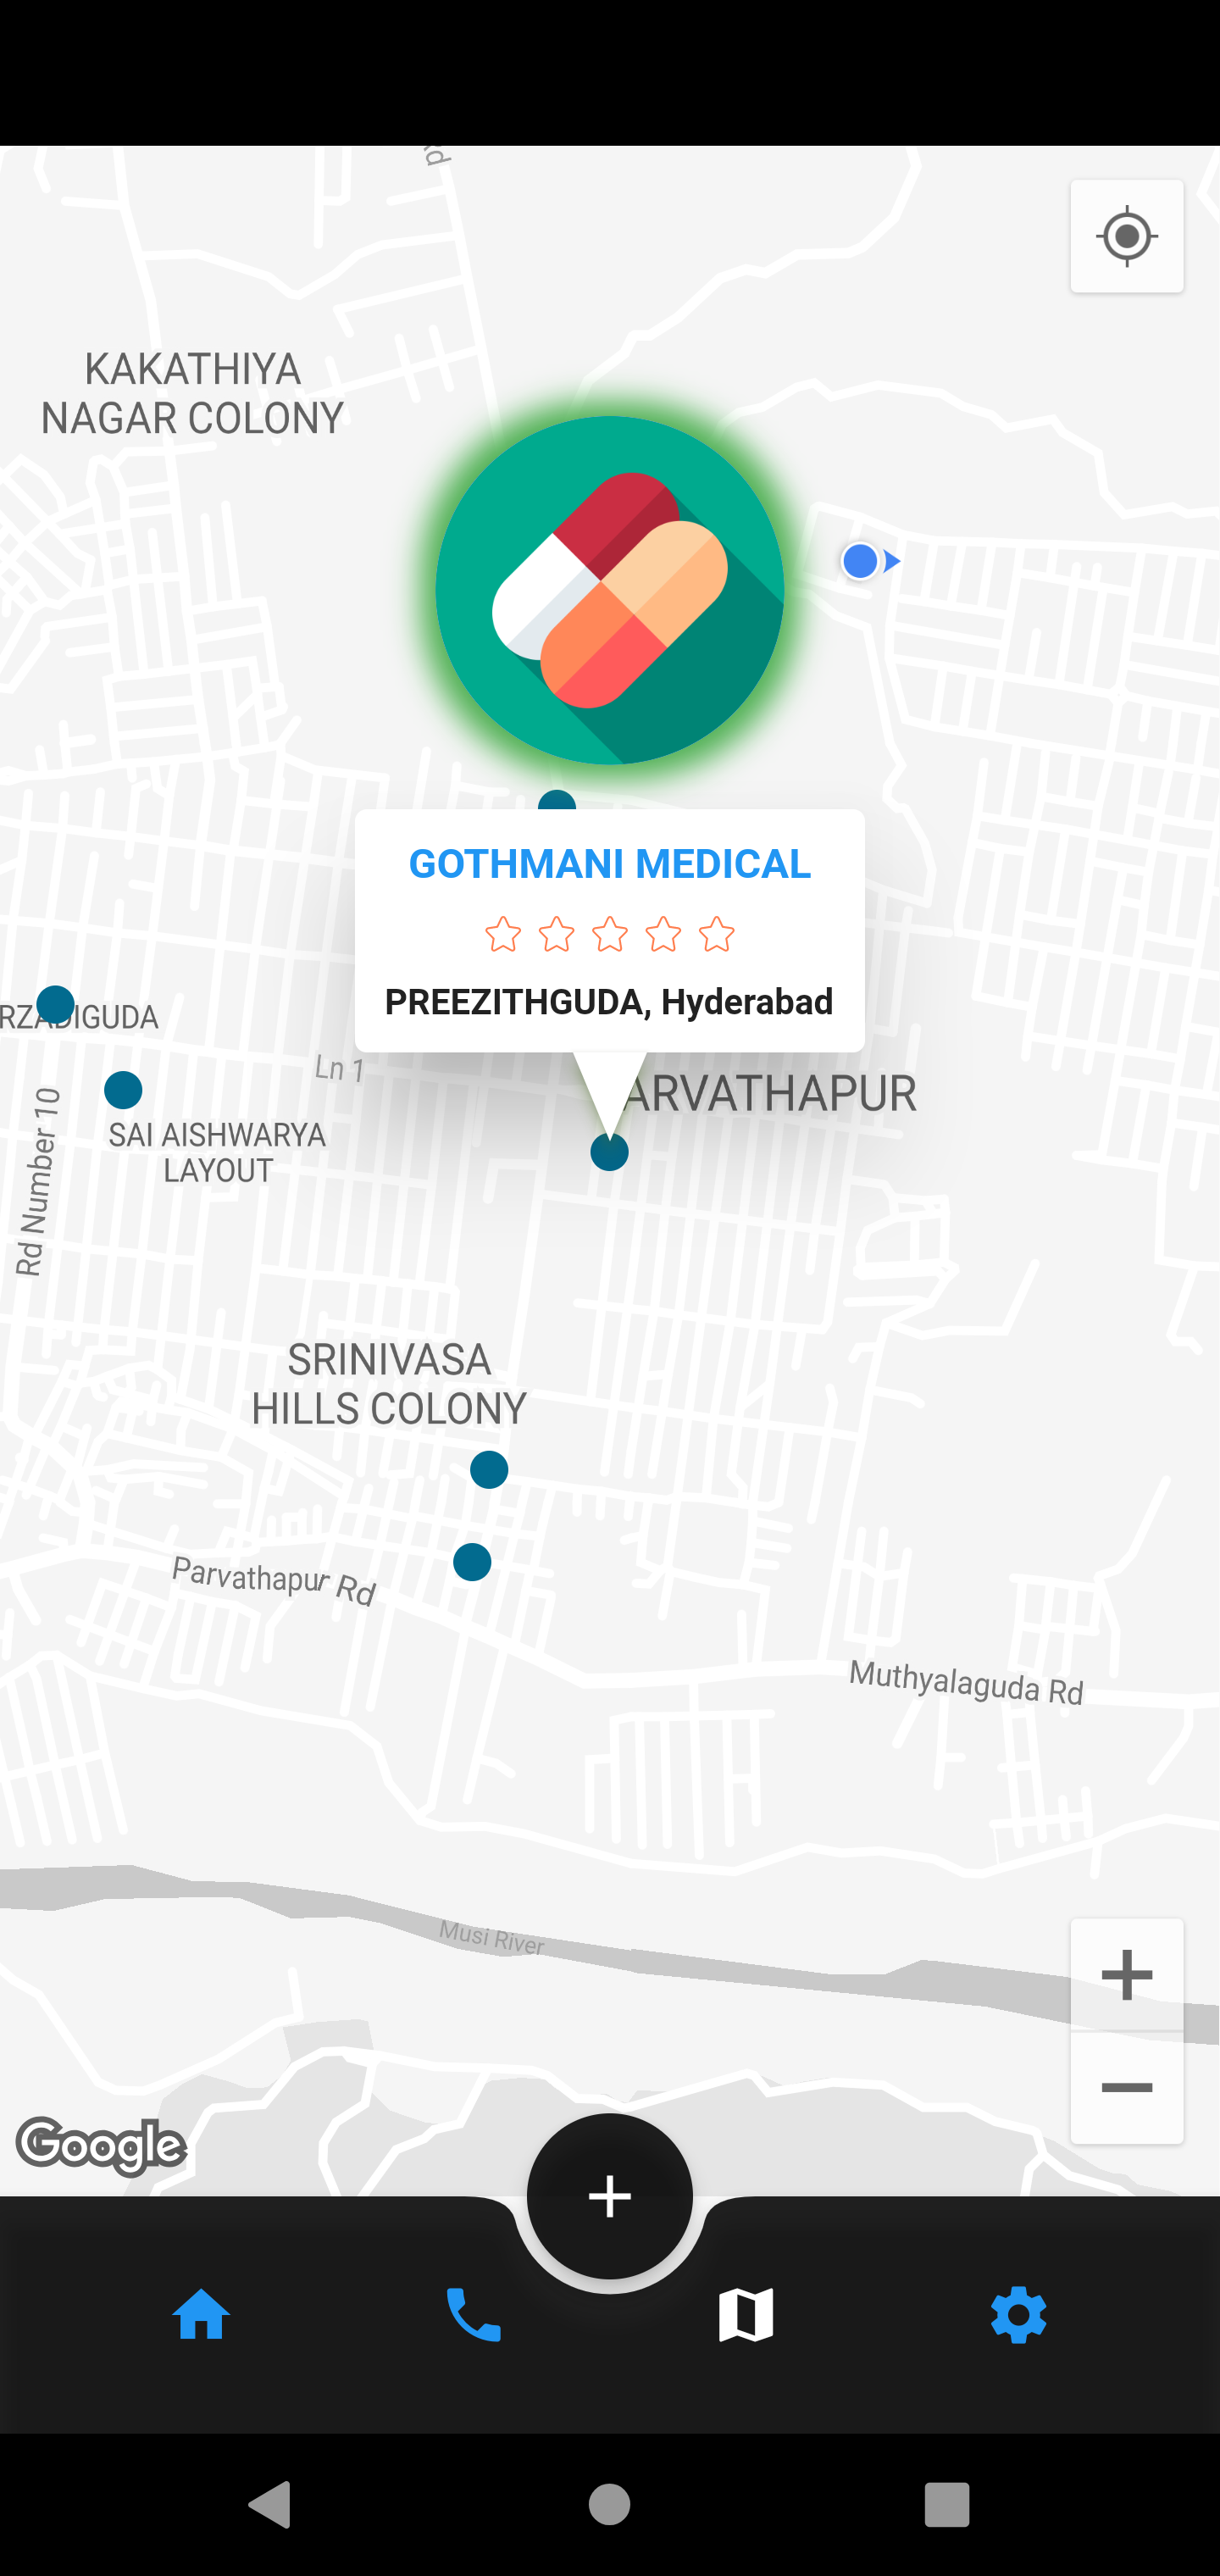 Rd
KAKATHIYA
NAGAR COLONY
GOTHMANI MEDICAL
PREEZITHGUDA, Hyderabad
RZADIGUDA
Ln 1
ARVATHAPUR
Rd Number 10
SAI AISHWARYA
LAYOUT
SRINIVASA
HILLS COLONY
Parvathapur Rd
Muthyalaguda Rd
Musi River
Google